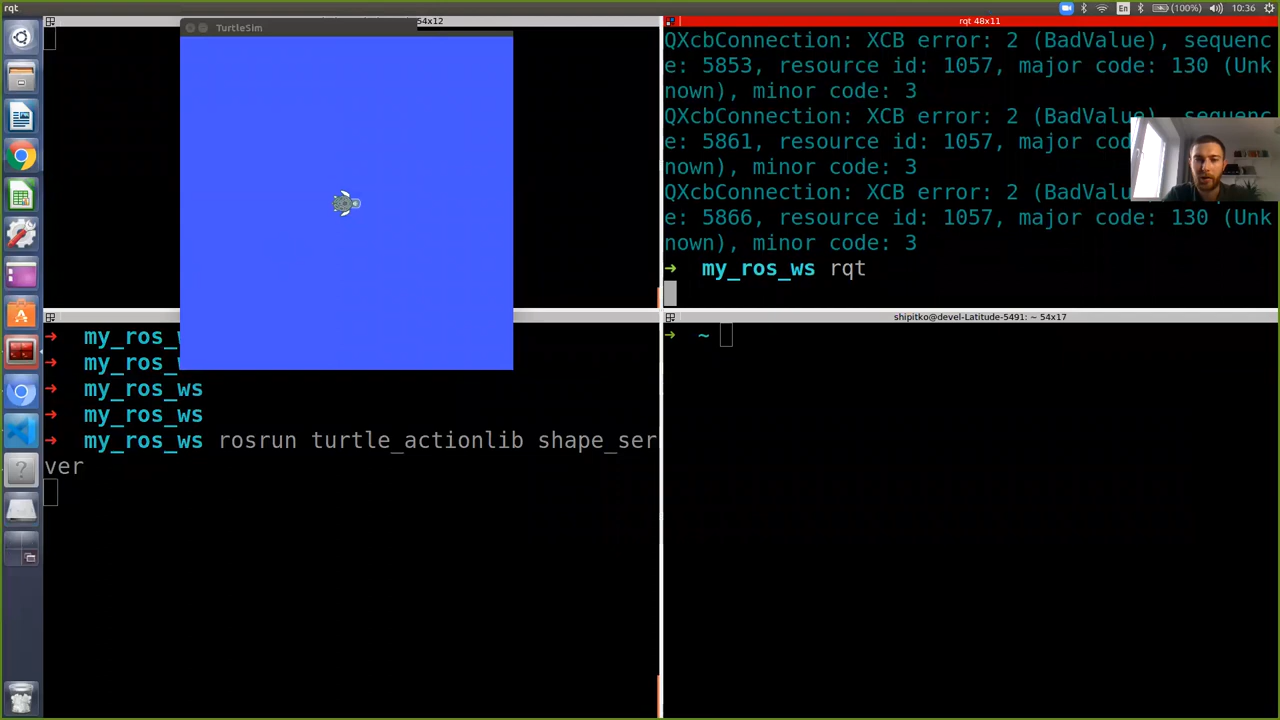 rqt
En
(100%)
10:36
TurtleSim
54x12
rqt 48x11
QXcbConnection: XCB error: 2 (BadValue), sequenc
e: 5853, resource id: 1057, major code: 130 (Unk
nown), minor code: 3
QXcbConnection: XCB error: 2 (BadValue), sequenc
e: 5861, resource id: 1057, major code
nown), minor code: 3
QXcbConnection: XCB error: 2 (BadVal
e: 5866, resource id: 1057, major code: 130 (Unk
nown), minor code: 3
➜ my_ros_ws rqt
➜ my_ros_
➜ my_ros_
➜ my_ros_ws
➜ my_ros_ws
➜ my_ros_ws rosrun turtle_actionlib shape_ser
ver
shipitko@devel-Latitude-5491: ~ 54x17
➜ ~